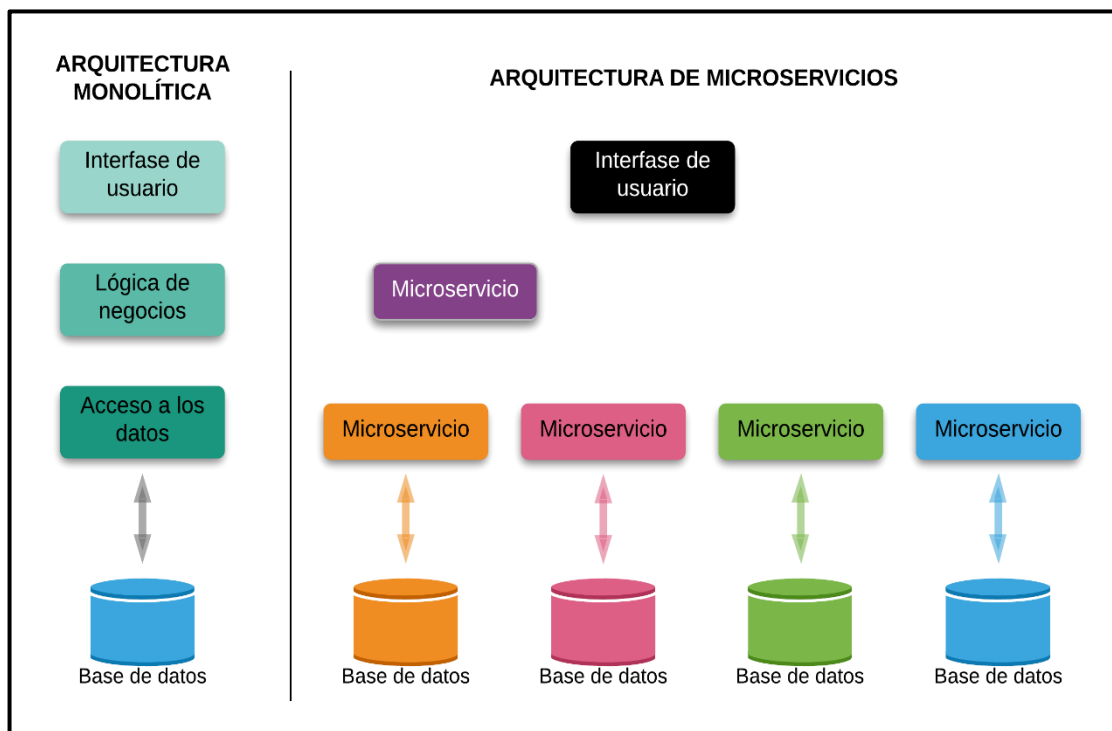 ARQUITECTURA
MONOLÍTICA
Interfase de
usuario
Lógica de
negocios
Acceso a los
datos
Base de datos
ARQUITECTURA DE MICROSERVICIOS
Interfase de
usuario
Microservicio
Microservicio
Microservicio
Microservicio
Microservicio
Base de datos
Base de datos
Base de datos
Base de datos